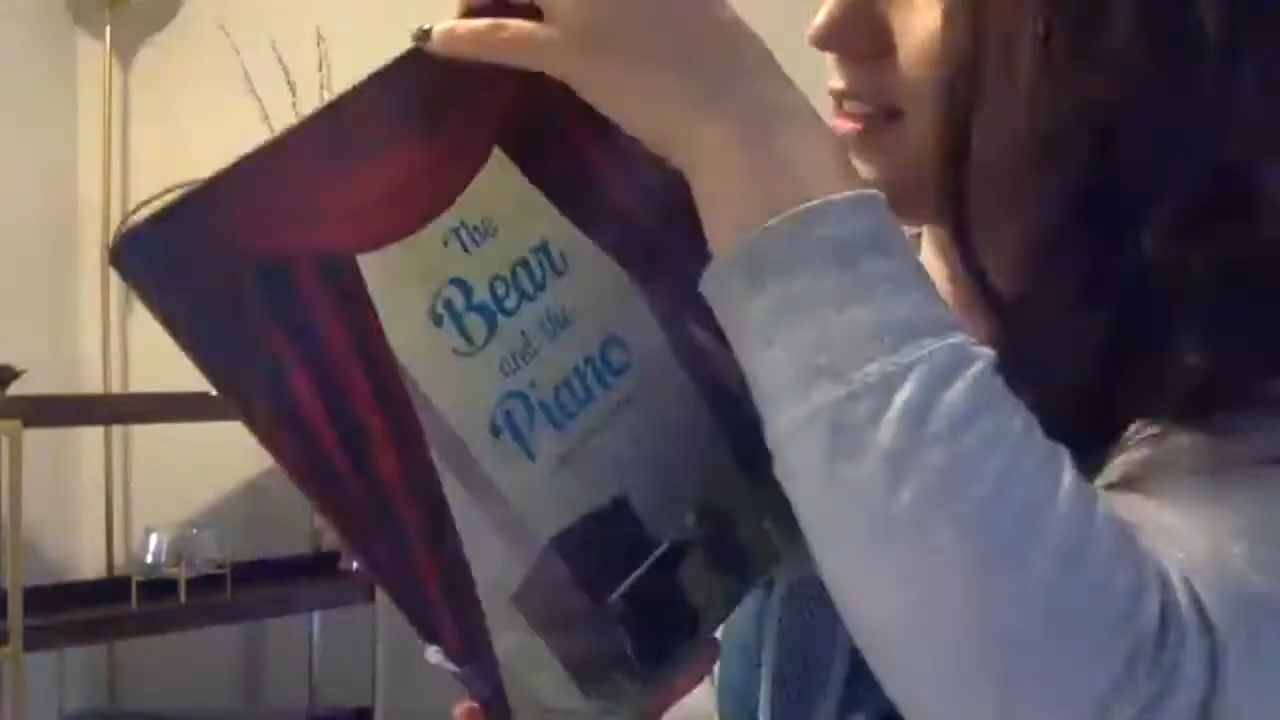 The
Bear
and the
Piano